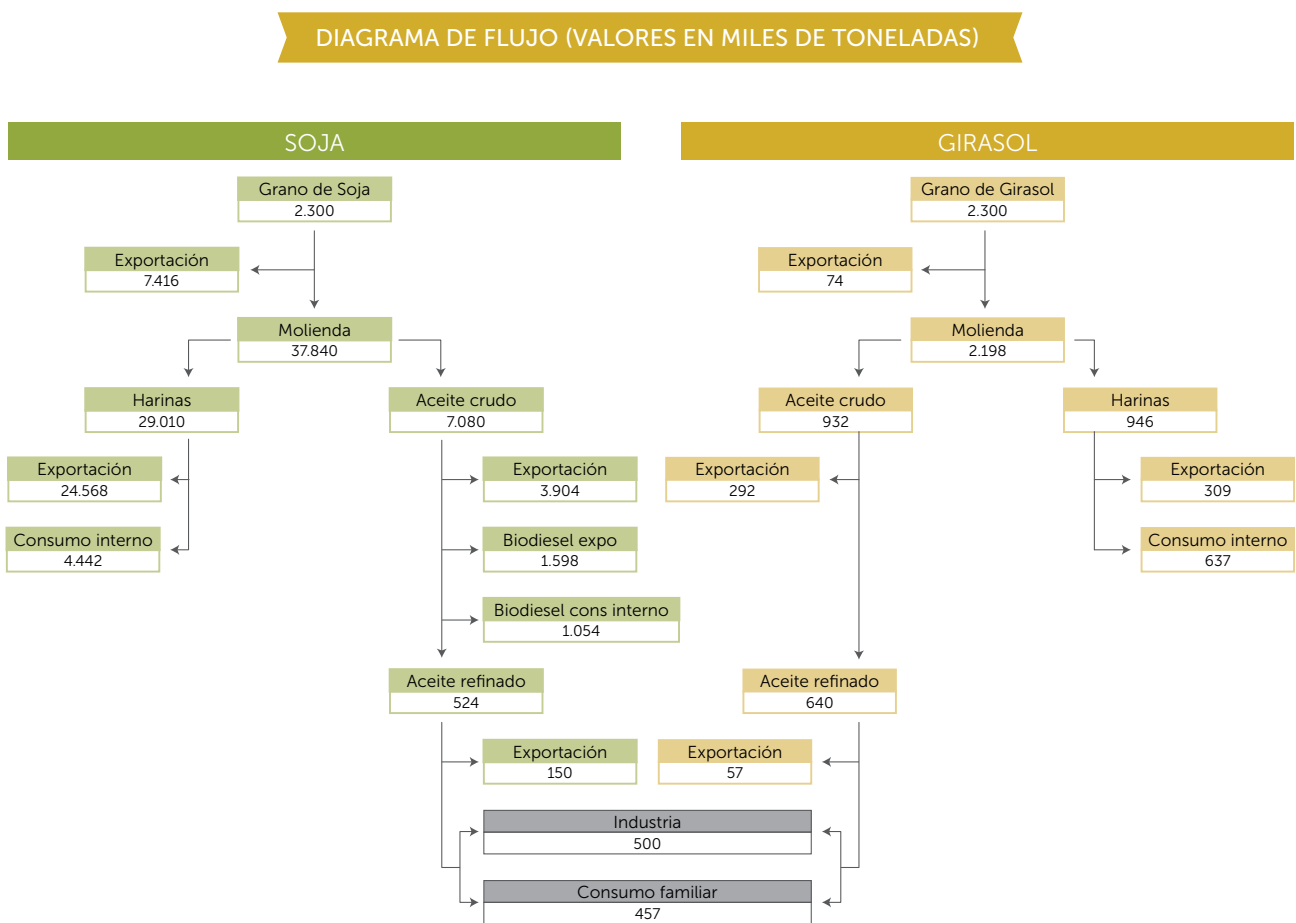 DIAGRAMA DE FLUJO (VALORES EN MILES DE TONELADAS)
SOJA
Grano de Soja
2.300
Exportación
7.416
Molienda
37.840
Harinas
29.010
Aceite crudo
7.080
Exportación
24.568
Exportación
3.904
Consumo interno
4.442
Biodiesel expo
1.598
Biodiesel cons interno
1.054
Aceite refinado
524
Exportación
150
GIRASOL
Grano de Girasol
2.300
Exportación
74
Molienda
2.198
Aceite crudo
932
Harinas
946
Exportación
292
Exportación
309
Consumo interno
637
Aceite refinado
640
Exportación
57
Industria
500
Consumo familiar
457